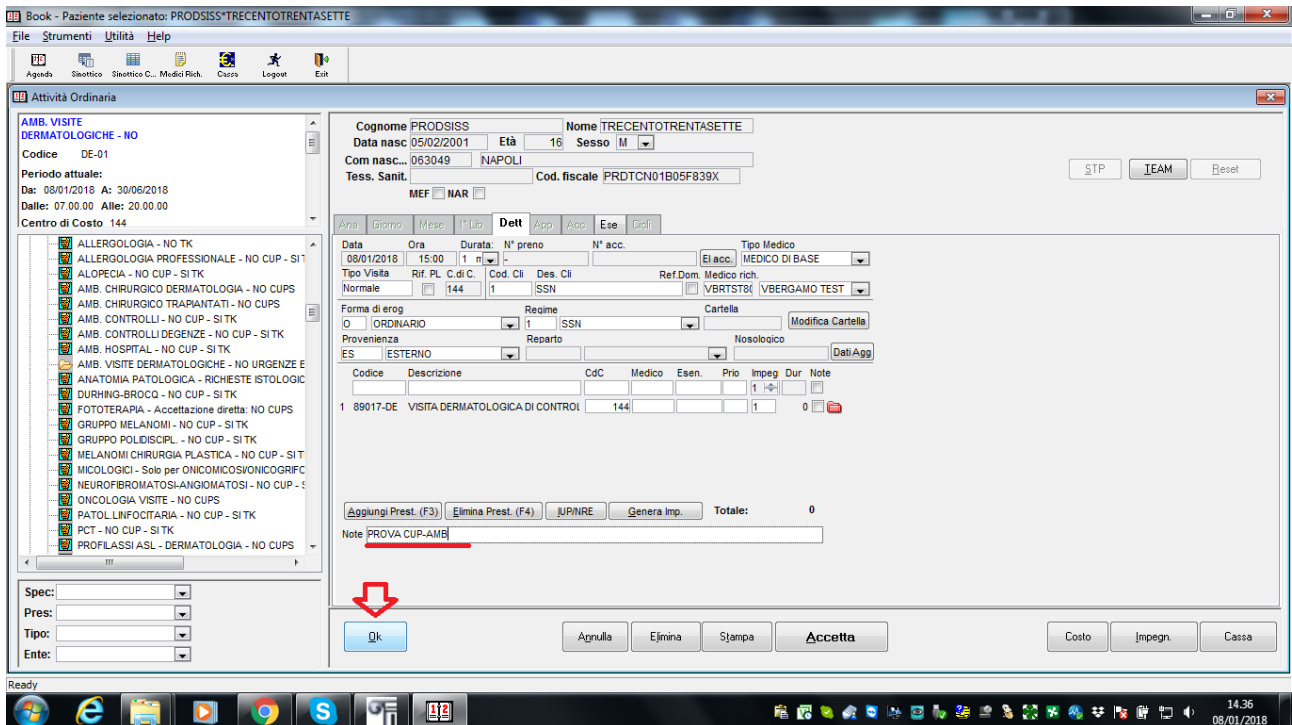 Book - Paziente selezionato: PRODSISS*TRECENTOTRENTASETTE
File Strumenti Utilità Help
Agenda Sinottico Sinottico C... Medici Rich. Cassa Logout Exit
Attività Ordinaria
AMB. VISITE
DERMATOLOGICHE - NO
Codice DE-01
Periodo attuale:
Da: 08/01/2018 A: 30/06/2018
Dalle: 07.00.00 Alle: 20.00.00
Centro di Costo 144
ALLERGOLOGIA - NO TK
ALLERGOLOGIA PROFESSIONALE - NO CUP - SI T
ALOPECIA - NO CUP - SI TK
AMB. CHIRURGICO DERMATOLOGIA - NO CUPS
AMB. CHIRURGICO TRAPIANTATI - NO CUPS
AMB. CONTROLLI - NO CUP - SI TK
AMB. CONTROLLI DEGENZE - NO CUP - SI TK
AMB. HOSPITAL - NO CUP - SI TK
AMB. VISITE DERMATOLOGICHE - NO URGENZE E
ANATOMIA PATOLOGICA - RICHIESTE ISTOLOGIC
DURHING-BROCQ - NO CUP - SI TK
FOTOTERAPIA - Accettazione diretta: NO CUPS
GRUPPO MELANOMI - NO CUP - SI TK
GRUPPO POLIDISCIPL. - NO CUP - SI TK
MELANOMI CHIRURGIA PLASTICA - NO CUP - SI T
MICOLOGICI - Solo per ONICOMICOSI/ONICOGRIFC
NEUROFIBROMATOSI-ANGIOMATOSI - NO CUP - S
ONCOLOGIA VISITE - NO CUPS
PATOL.LINFOCITARIA - NO CUP - SI TK
PCT - NO CUP - SI TK
PROFILASSI ASL - DERMATOLOGIA - NO CUPS
Spec:
Pres:
Tipo:
Ente:
Cognome PRODSISS Nome TRECENTOTRENTASETTE
Data nasc 05/02/2001 Età 16 Sesso M
Com nasc... 063049 NAPOLI
Tess. Sanit. Cod. fiscale PRDTCN01B05F839X
MEF NAR
STP TEAM Reset
Ana Giorno Mese I° Lib Dett App Acc Ese Cicli
Data Ora Durata: N° preno N° acc. Tipo Medico
08/01/2018 15:00 1 m - El acc. MEDICO DI BASE
Tipo Visita Rif. PL C.di C. Cod. Cli Des. Cli Ref.Dom. Medico rich.
Normale 144 1 SSN VBRTST80 VBERGAMO TEST
Forma di erog Regime Cartella
O ORDINARIO 1 SSN Modifica Cartella
Provenienza Reparto Nosologico
ES ESTERNO Dati Agg
Codice Descrizione CdC Medico Esen. Prio Impeg Dur Note
1
1 89017-DE VISITA DERMATOLOGICA DI CONTROL 144 1 0
Aggiungi Prest. (F3) Elimina Prest. (F4) IUP/NRE Genera Imp. Totale: 0
Note PROVA CUP-AMB
Ok Annulla Elimina Stampa Accetta Costo Impegn. Cassa
Ready
14.36
08/01/2018